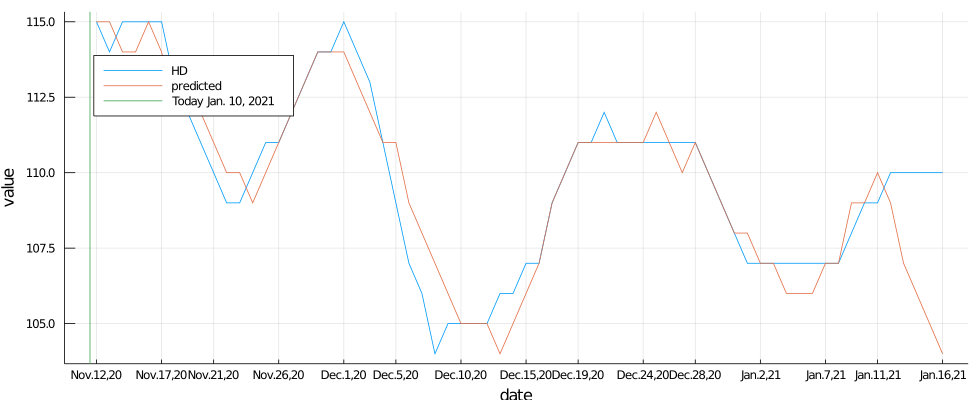 115.0
112.5
110.0
107.5
105.0
value
HD
predicted
Today Jan. 10, 2021
Nov.12,20 Nov.17,20 Nov.21,20 Nov.26,20 Dec.1,20 Dec.5,20 Dec.10,20 Dec.15,20 Dec.19,20 Dec.24,20 Dec.28,20 Jan.2,21 Jan.7,21 Jan.11,21 Jan.16,21
date